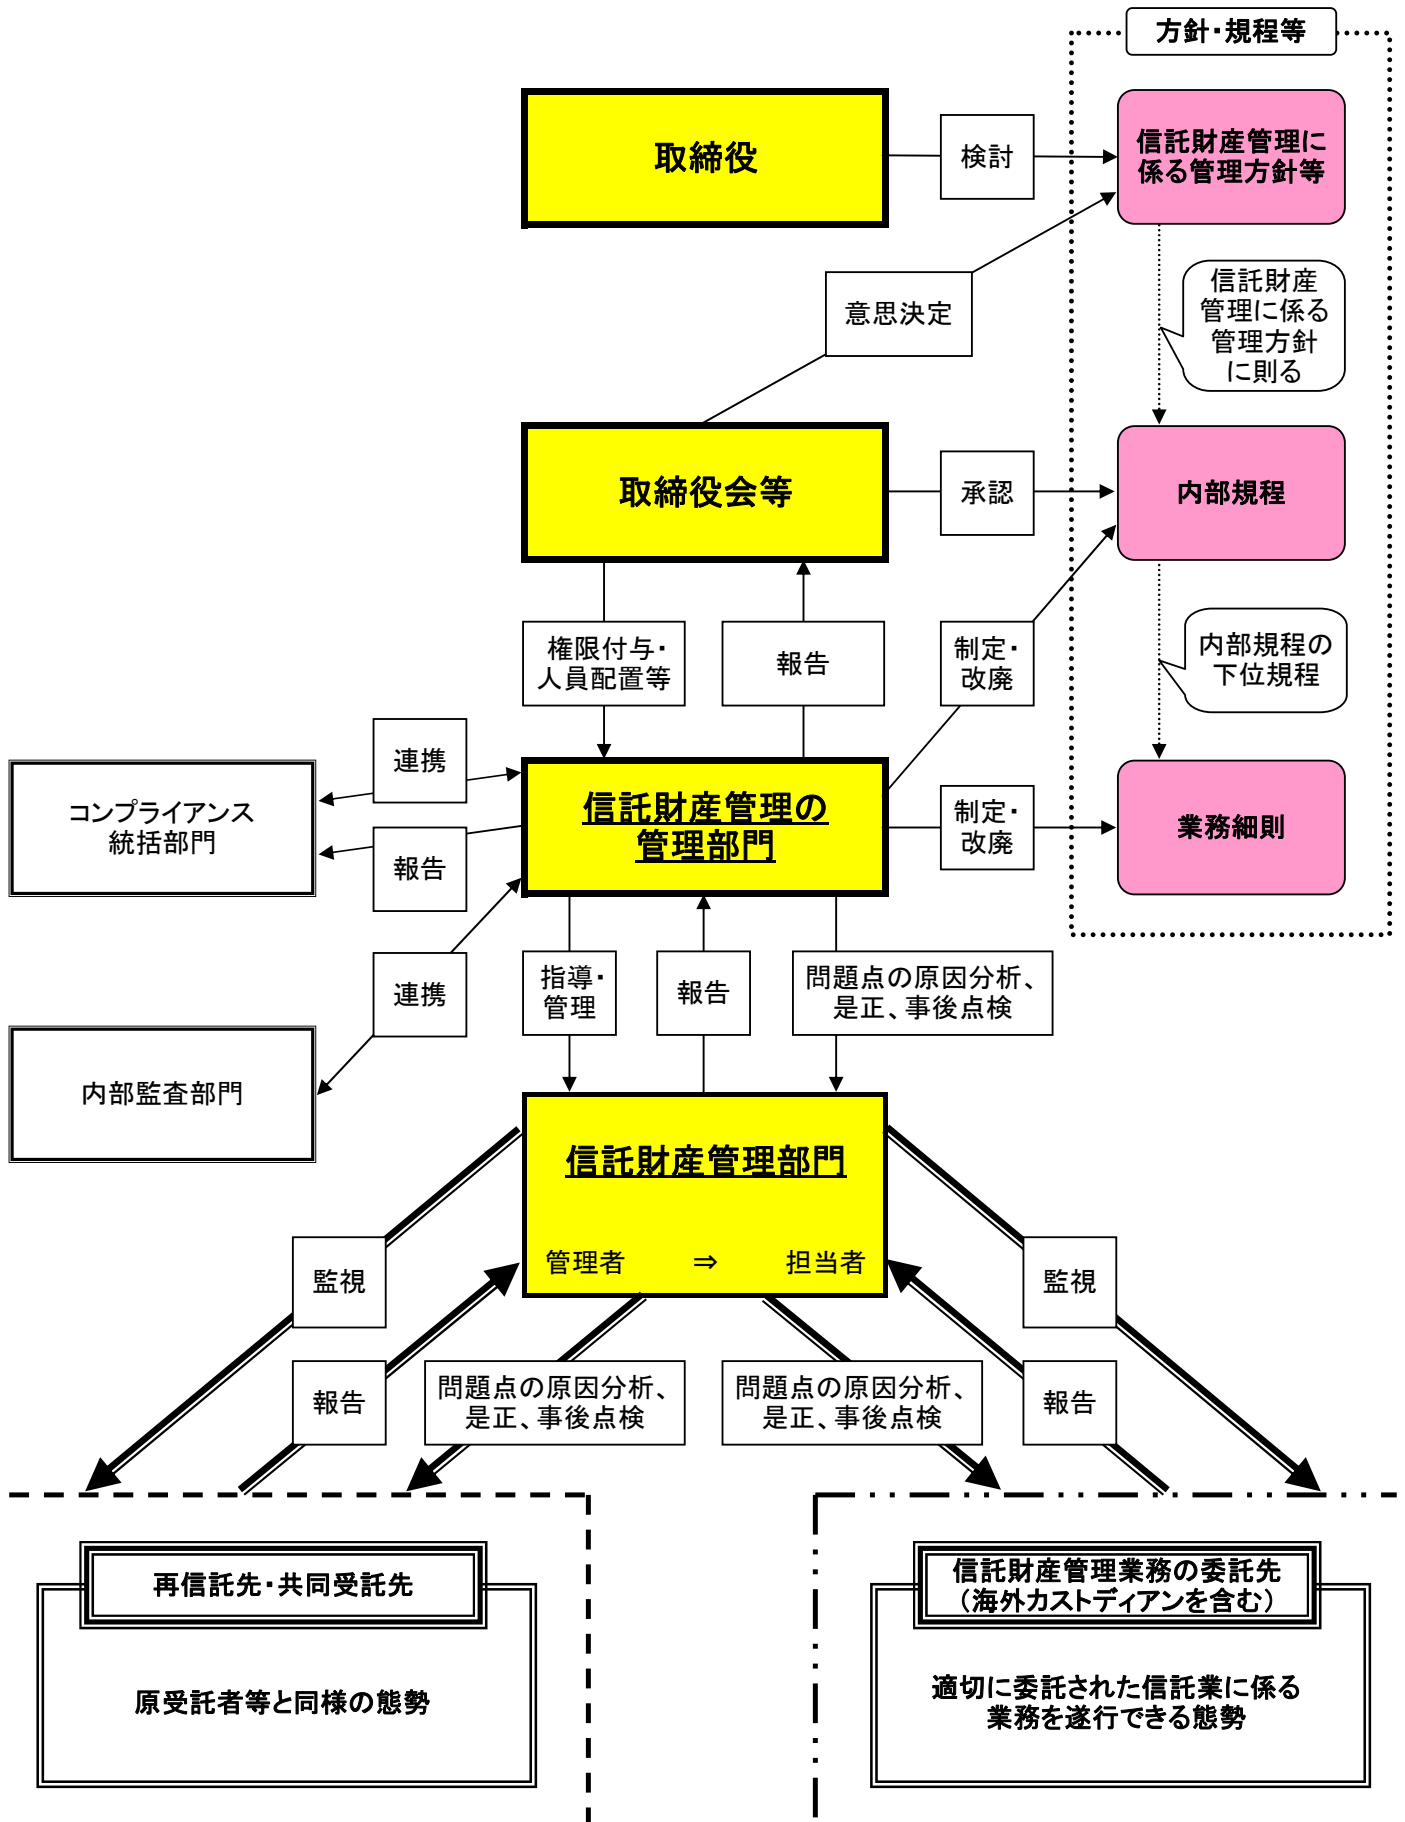 方針・規程等
取締役
検討
信託財産管理に
係る管理方針等
意思決定
信託財産
管理に係る
管理方針
に則る
取締役会等
承認
内部規程
権限付与・
人員配置等
報告
制定・
改廃
内部規程の
下位規程
連携
コンプライアンス
統括部門
報告
信託財産管理の
管理部門
制定・
改廃
業務細則
連携
内部監査部門
指導・
管理
報告
問題点の原因分析、
是正、事後点検
信託財産管理部門
管理者 ⇒ 担当者
監視
監視
報告
問題点の原因分析、
是正、事後点検
問題点の原因分析、
是正、事後点検
報告
再信託先・共同受託先
原受託者等と同様の態勢
信託財産管理業務の委託先
（海外カストディアンを含む）
適切に委託された信託業に係る
業務を遂行できる態勢